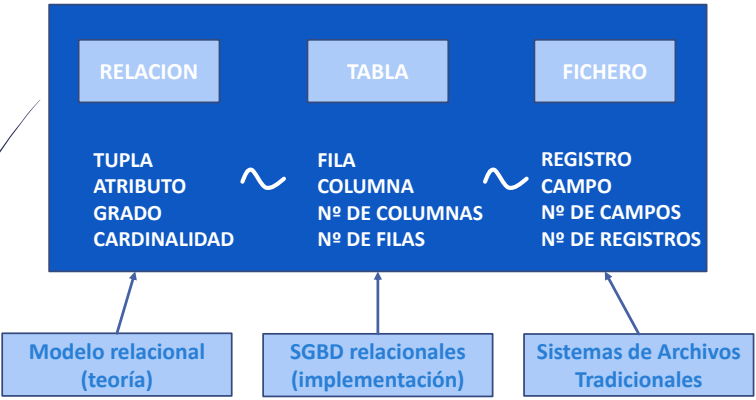 RELACION
TABLA
FICHERO
TUPLA
ATRIBUTO
GRADO
CARDINALIDAD
FILA
COLUMNA
Nº DE COLUMNAS
Nº DE FILAS
REGISTRO
CAMPO
Nº DE CAMPOS
Nº DE REGISTROS
Modelo relacional
(teoría)
SGBD relacionales
(implementación)
Sistemas de Archivos
Tradicionales